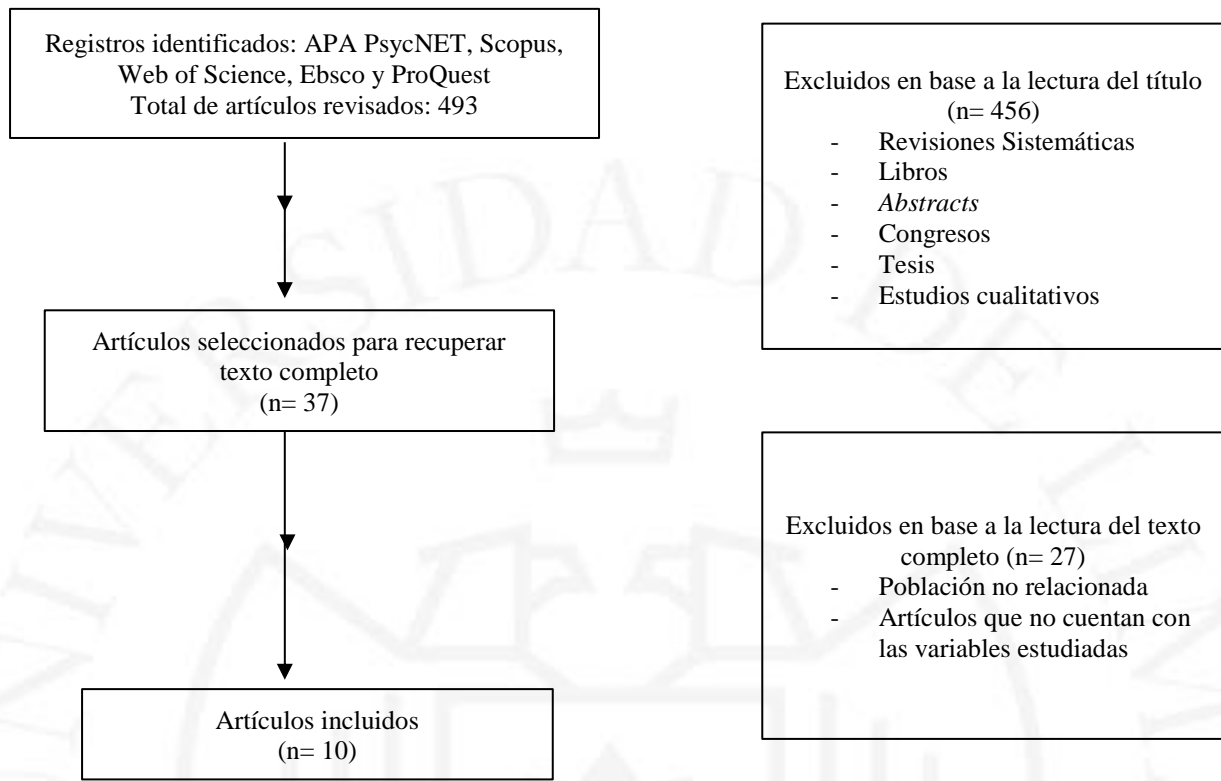 Registros identificados: APA PsycNET, Scopus,
Web of Science, Ebsco y ProQuest
Total de artículos revisados: 493
Excluidos en base a la lectura del título
(n= 456)
- Revisiones Sistemáticas
- Libros
- Abstracts
- Congresos
- Tesis
- Estudios cualitativos
Artículos seleccionados para recuperar
texto completo
(n= 37)
Excluidos en base a la lectura del texto
completo (n= 27)
- Población no relacionada
- Artículos que no cuentan con
las variables estudiadas
Artículos incluidos
(n= 10)